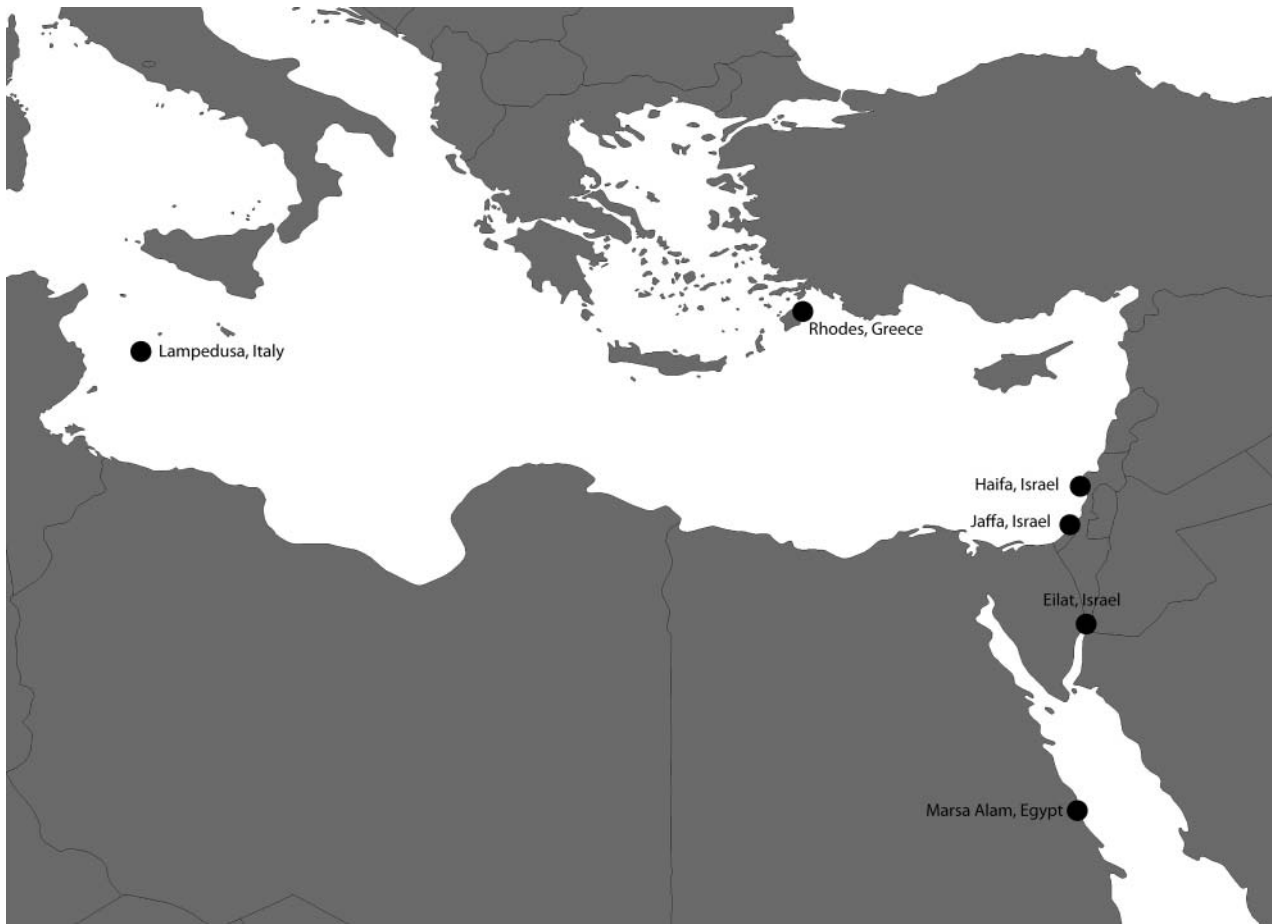 Rhodes, Greece
Lampedusa, Italy
Haifa, Israel
Jaffa, Israel
Eilat, Israel
Marsa Alam, Egypt